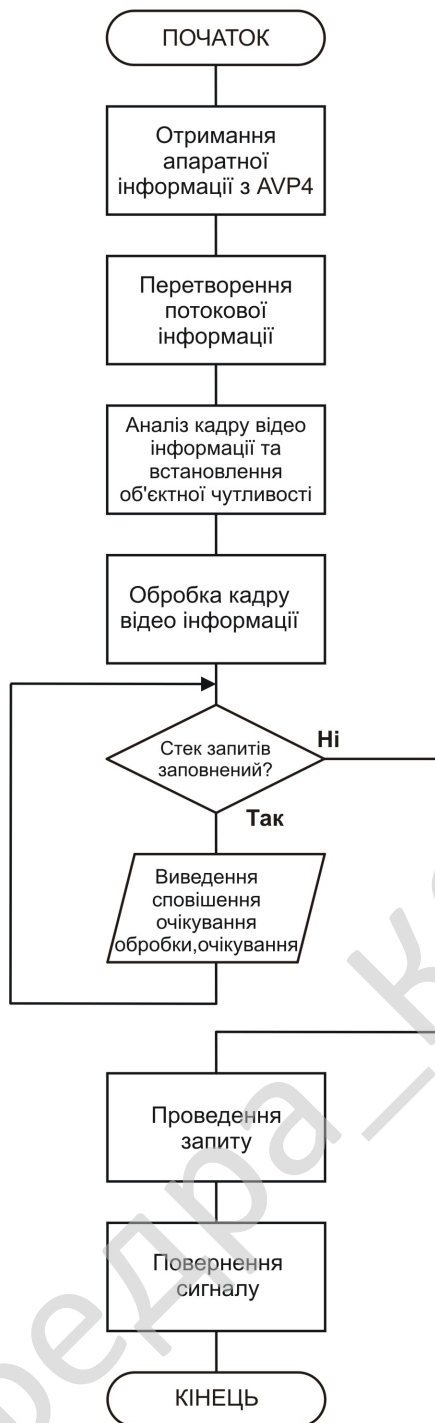 ПОЧАТОК
Отримання
апаратної
інформації з AVP4
Перетворення
потокової
інформації
Аналіз кадру відео
інформації та
встановлення
об'єктної чутливості
Обробка кадру
відео інформації
Стек запитів
заповнений?
Ні
Так
Виведення
сповішення
очікування
обробки,очікування
Проведення
запиту
Повернення
сигналу
КІНЕЦЬ